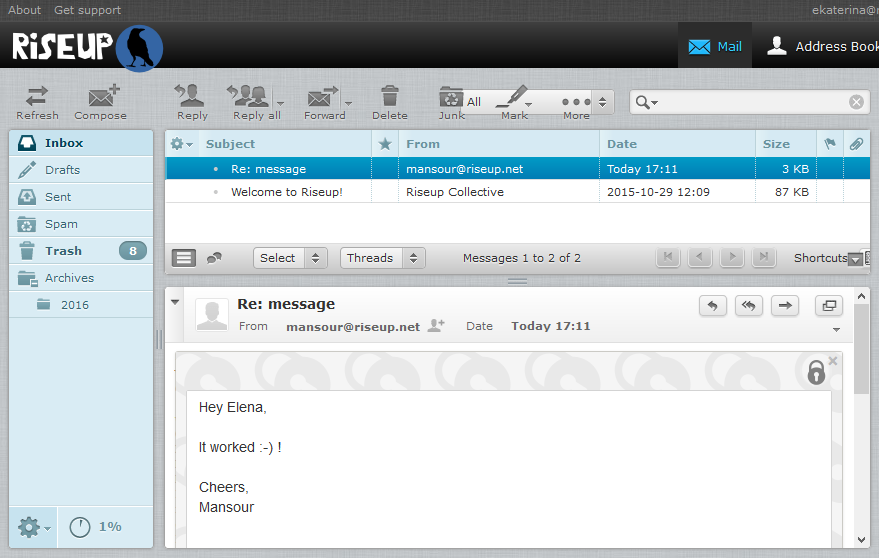 About Get support ekaterina@r
RISEUP Mail Address Book
Refresh Compose Reply Reply all Forward Delete Junk All Mark More
Inbox
Drafts
Sent
Spam
Trash 8
Archives
2016
1%
Subject From Date Size
Re: message mansour@riseup.net Today 17:11 3 KB
Welcome to Riseup! Riseup Collective 2015-10-29 12:09 87 KB
Select Threads Messages 1 to 2 of 2 Shortcuts
Re: message
From mansour@riseup.net Date Today 17:11
Hey Elena,
It worked :-) !
Cheers,
Mansour